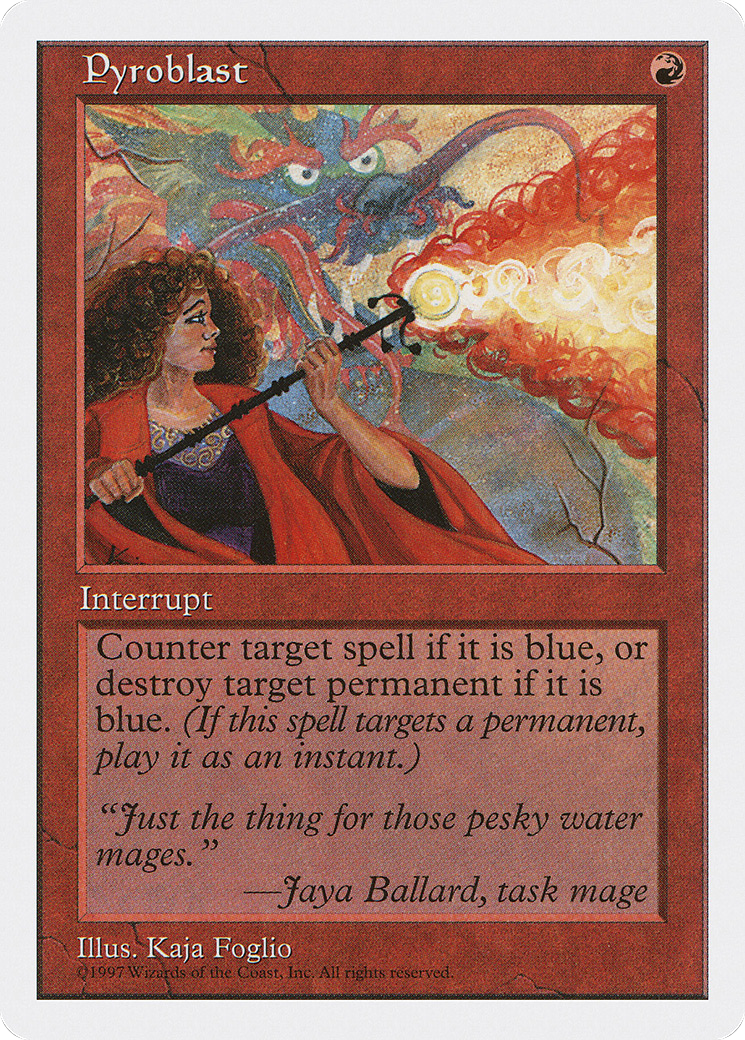 Pyroblast
Interrupt
Counter target spell if it is blue, or
destroy target permanent if it is
blue. (If this spell targets a permanent,
play it as an instant.)
“Just the thing for those pesky water
mages.”
—Jaya Ballard, task mage
Illus. Kaja Foglio
©1997 Wizards of the Coast, Inc. All rights reserved.